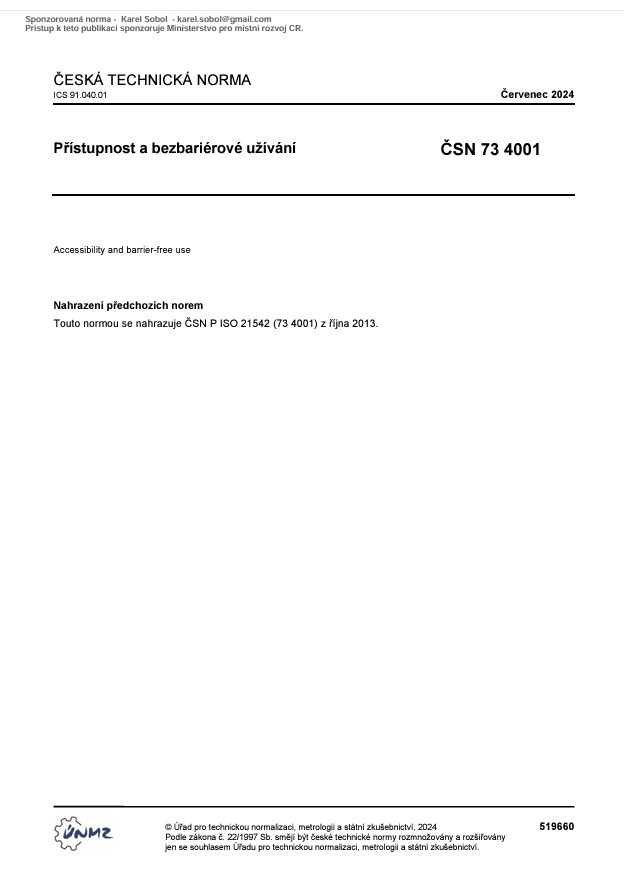 Sponzorovaná norma - Karel Sobol - karel.sobol@gmail.com
Pristup k teto publikaci sponzoruje Ministerstvo pro mistni rozvoj CR.
ČESKÁ TECHNICKÁ NORMA
ICS 91.040.01
Červenec 2024
Přístupnost a bezbariérové užívání
ČSN 73 4001
Accessibility and barrier-free use
Nahrazení předchozích norem
Touto normou se nahrazuje ČSN P ISO 21542 (73 4001) z října 2013.
ÚNMZ
© Úřad pro technickou normalizaci, metrologii a státní zkušebnictví, 2024
Podle zákona č. 22/1997 Sb. smějí být české technické normy rozmnožovány a rozšiřovány
jen se souhlasem Úřadu pro technickou normalizaci, metrologii a státní zkušebnictví.
519660